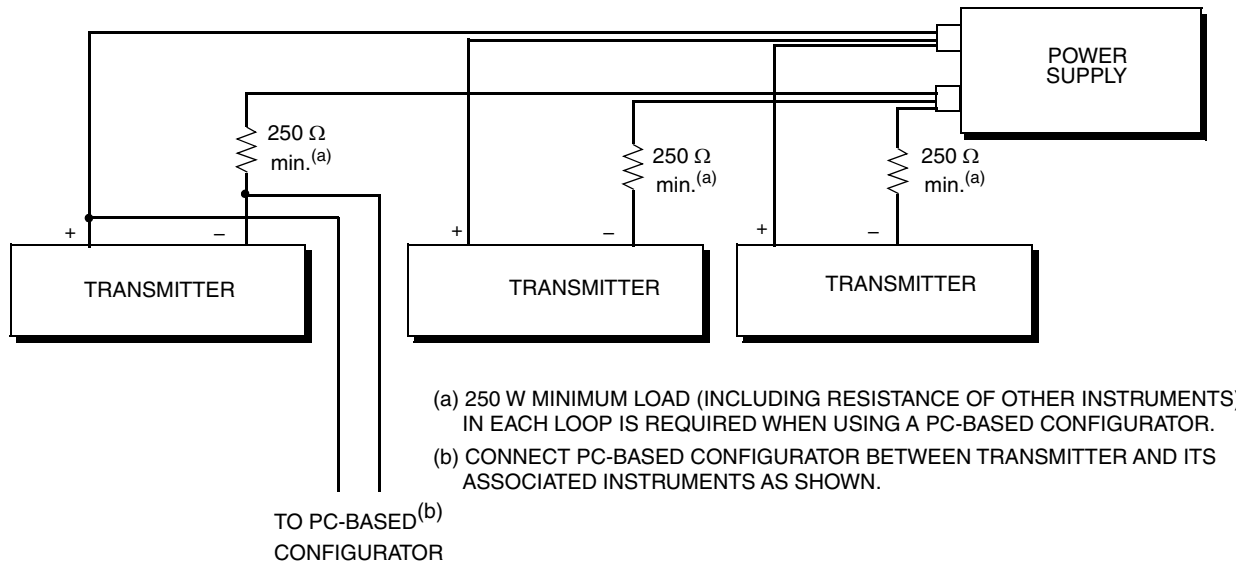 POWER
SUPPLY
250 Ω
min.(a)
250 Ω
min.(a)
250 Ω
min.(a)
+
–
+
–
+
–
TRANSMITTER
TRANSMITTER
TRANSMITTER
(a) 250 W MINIMUM LOAD (INCLUDING RESISTANCE OF OTHER INSTRUMENTS)
IN EACH LOOP IS REQUIRED WHEN USING A PC-BASED CONFIGURATOR.
(b) CONNECT PC-BASED CONFIGURATOR BETWEEN TRANSMITTER AND ITS
ASSOCIATED INSTRUMENTS AS SHOWN.
TO PC-BASED(b)
CONFIGURATOR